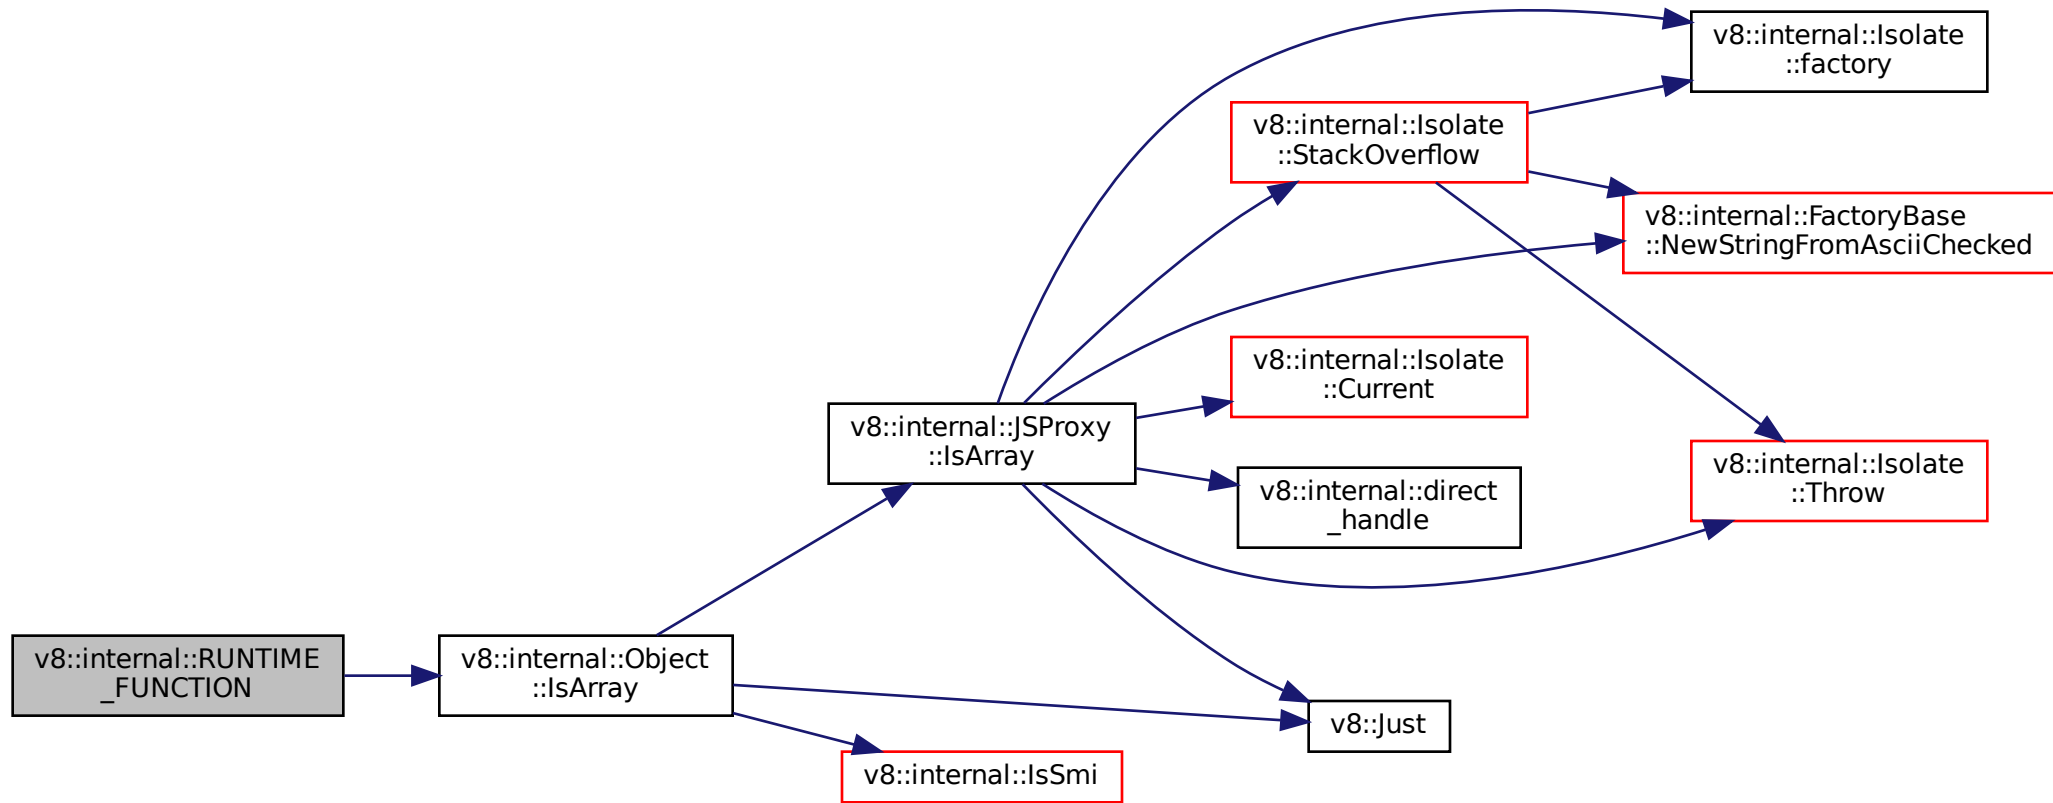 v8::internal::Isolate
::factory
v8::internal::Isolate
::StackOverflow
v8::internal::FactoryBase
::NewStringFromAsciiChecked
v8::internal::Isolate
::Current
v8::internal::JSProxy
::IsArray
v8::internal::Isolate
::Throw
v8::internal::direct
_handle
v8::internal::RUNTIME
_FUNCTION
v8::internal::Object
::IsArray
v8::Just
v8::internal::IsSmi